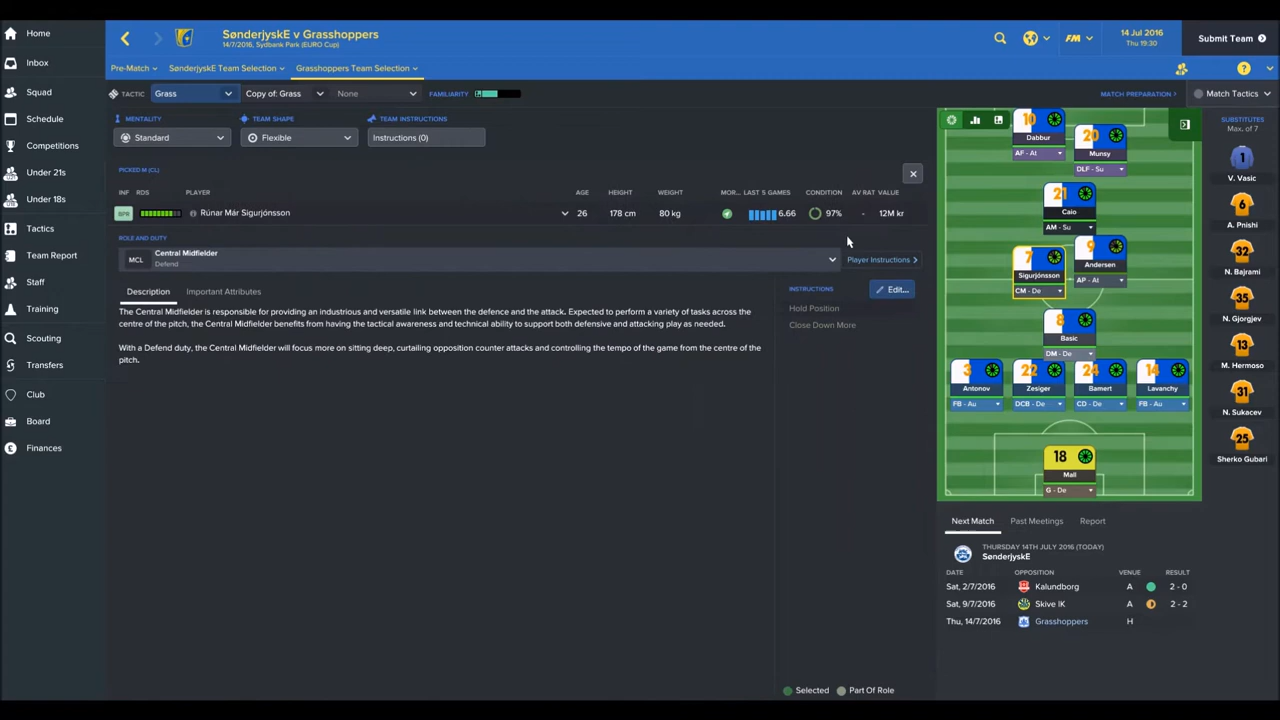 Home
Inbox
Squad
Schedule
Competitions
Under 21s
Under 18s
Tactics
Team Report
Staff
Training
Scouting
Transfers
Club
Board
Finances
SønderjyskE v Grasshoppers
14/7/2016, Sydbank Park (EURO Cup)
FM
14 Jul 2016
Thu 19:30
Submit Team
Pre-Match
SønderjyskE Team Selection
Grasshoppers Team Selection
?
TACTIC
Grass
Copy of: Grass
None
FAMILIARITY
MATCH PREPARATION >
Match Tactics
MENTALITY
TEAM SHAPE
TEAM INSTRUCTIONS
Standard
Flexible
Instructions (0)
PICKED M (CL)
INF RDS PLAYER AGE HEIGHT WEIGHT MOR... LAST 5 GAMES CONDITION AV RAT VALUE
SPR Rúnar Már Sigurjónsson 26 178 cm 80 kg 6.66 97% - 12M kr
ROLE AND DUTY
MCL
Central Midfielder
Defend
Player Instructions >
Description
Important Attributes
The Central Midfielder is responsible for providing an industrious and versatile link between the defence and the attack. Expected to perform a variety of tasks across
the centre of the pitch, the Central Midfielder benefits from having the tactical awareness and technical ability to support both defensive and attacking play as needed.
With a Defend duty, the Central Midfielder will focus more on sitting deep, curtailing opposition counter attacks and controlling the tempo of the game from the centre of the
pitch.
INSTRUCTIONS
Edit...
Hold Position
Close Down More
Selected
Part Of Role
10
Dabbur
AF - At
20
Munsy
DLF - Su
21
Caio
AM - Su
7
Sigurjónsson
CM - De
9
Andersen
AP - At
8
Basic
DM - De
3
Antonov
FB - Au
22
Zesiger
DCB - De
24
Bamert
CD - De
14
Lavanchy
FB - Au
18
Mall
G - De
SUBSTITUTES
Max. of 7
1
V. Vasic
6
A. Pnishi
32
N. Bajrami
35
N. Gjorgjev
13
M. Hermoso
31
N. Sukacev
25
Sherko Gubari
Next Match
Past Meetings
Report
THURSDAY 14TH JULY 2016 (TODAY)
SønderjyskE
DATE OPPOSITION VENUE RESULT
Sat, 2/7/2016 Kalundborg A 2 - 0
Sat, 9/7/2016 Skive IK A 2 - 2
Thu, 14/7/2016 Grasshoppers H